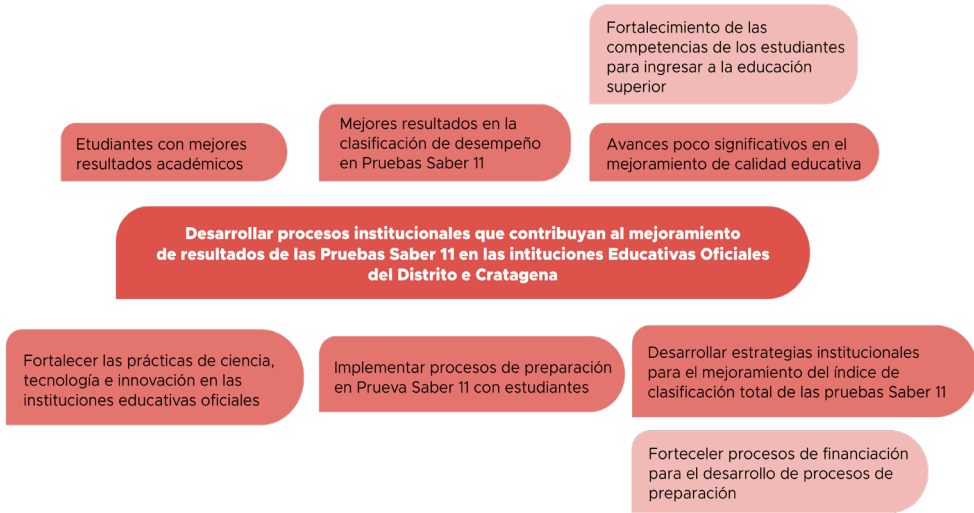 Fortalecimiento de las
competencias de los estudiantes
para ingresar a la educación
superior
Etudiantes con mejores
resultados académicos
Mejores resultados en la
clasificación de desempeño
en Pruebas Saber 11
Avances poco significativos en el
mejoramiento de calidad educativa
Desarrollar procesos institucionales que contribuyan al mejoramiento
de resultados de las Pruebas Saber 11 en las intituciones Educativas Oficiales
del Distrito e Cratagena
Fortalecer las prácticas de ciencia,
tecnología e innovación en las
instituciones educativas oficiales
Implementar procesos de preparación
en Prueva Saber 11 con estudiantes
Desarrollar estrategias institucionales
para el mejoramiento del índice de
clasificación total de las pruebas Saber 11
Forteceler procesos de financiación
para el desarrollo de procesos de
preparación